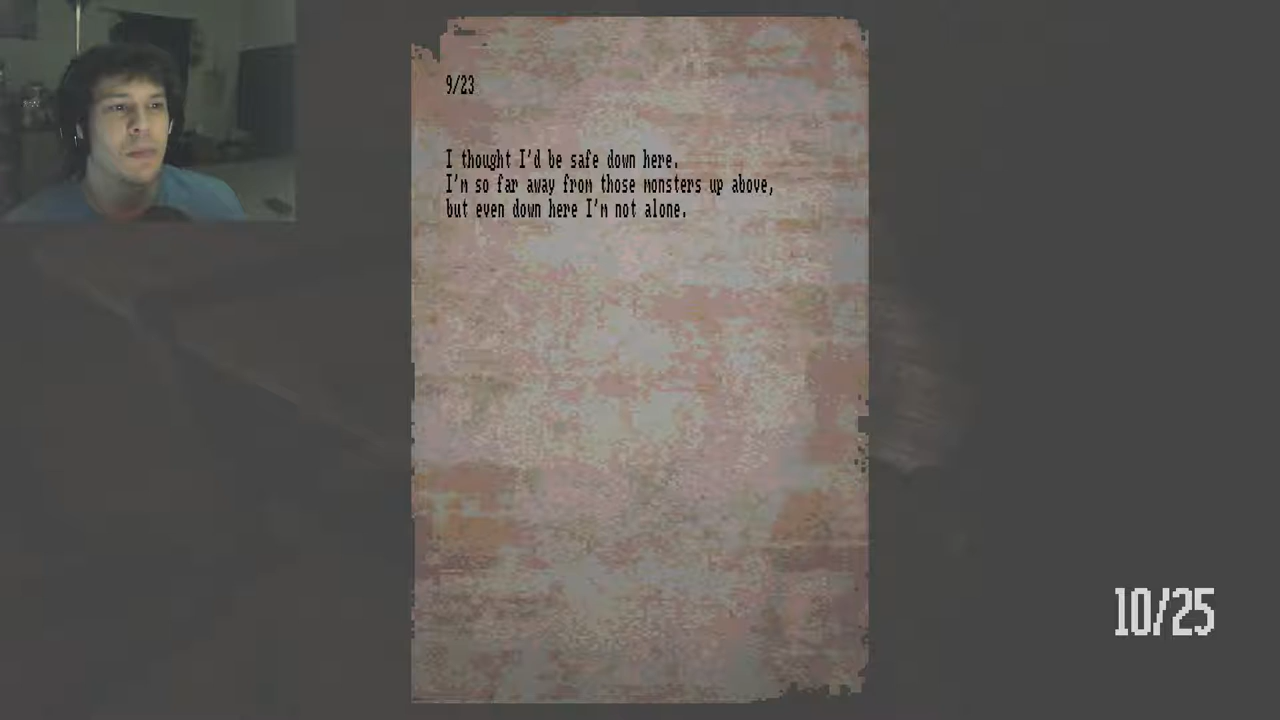 9/23
I thought I'd be safe down here.
I'm so far away from those monsters up above,
but even down here I'm not alone.
10/25